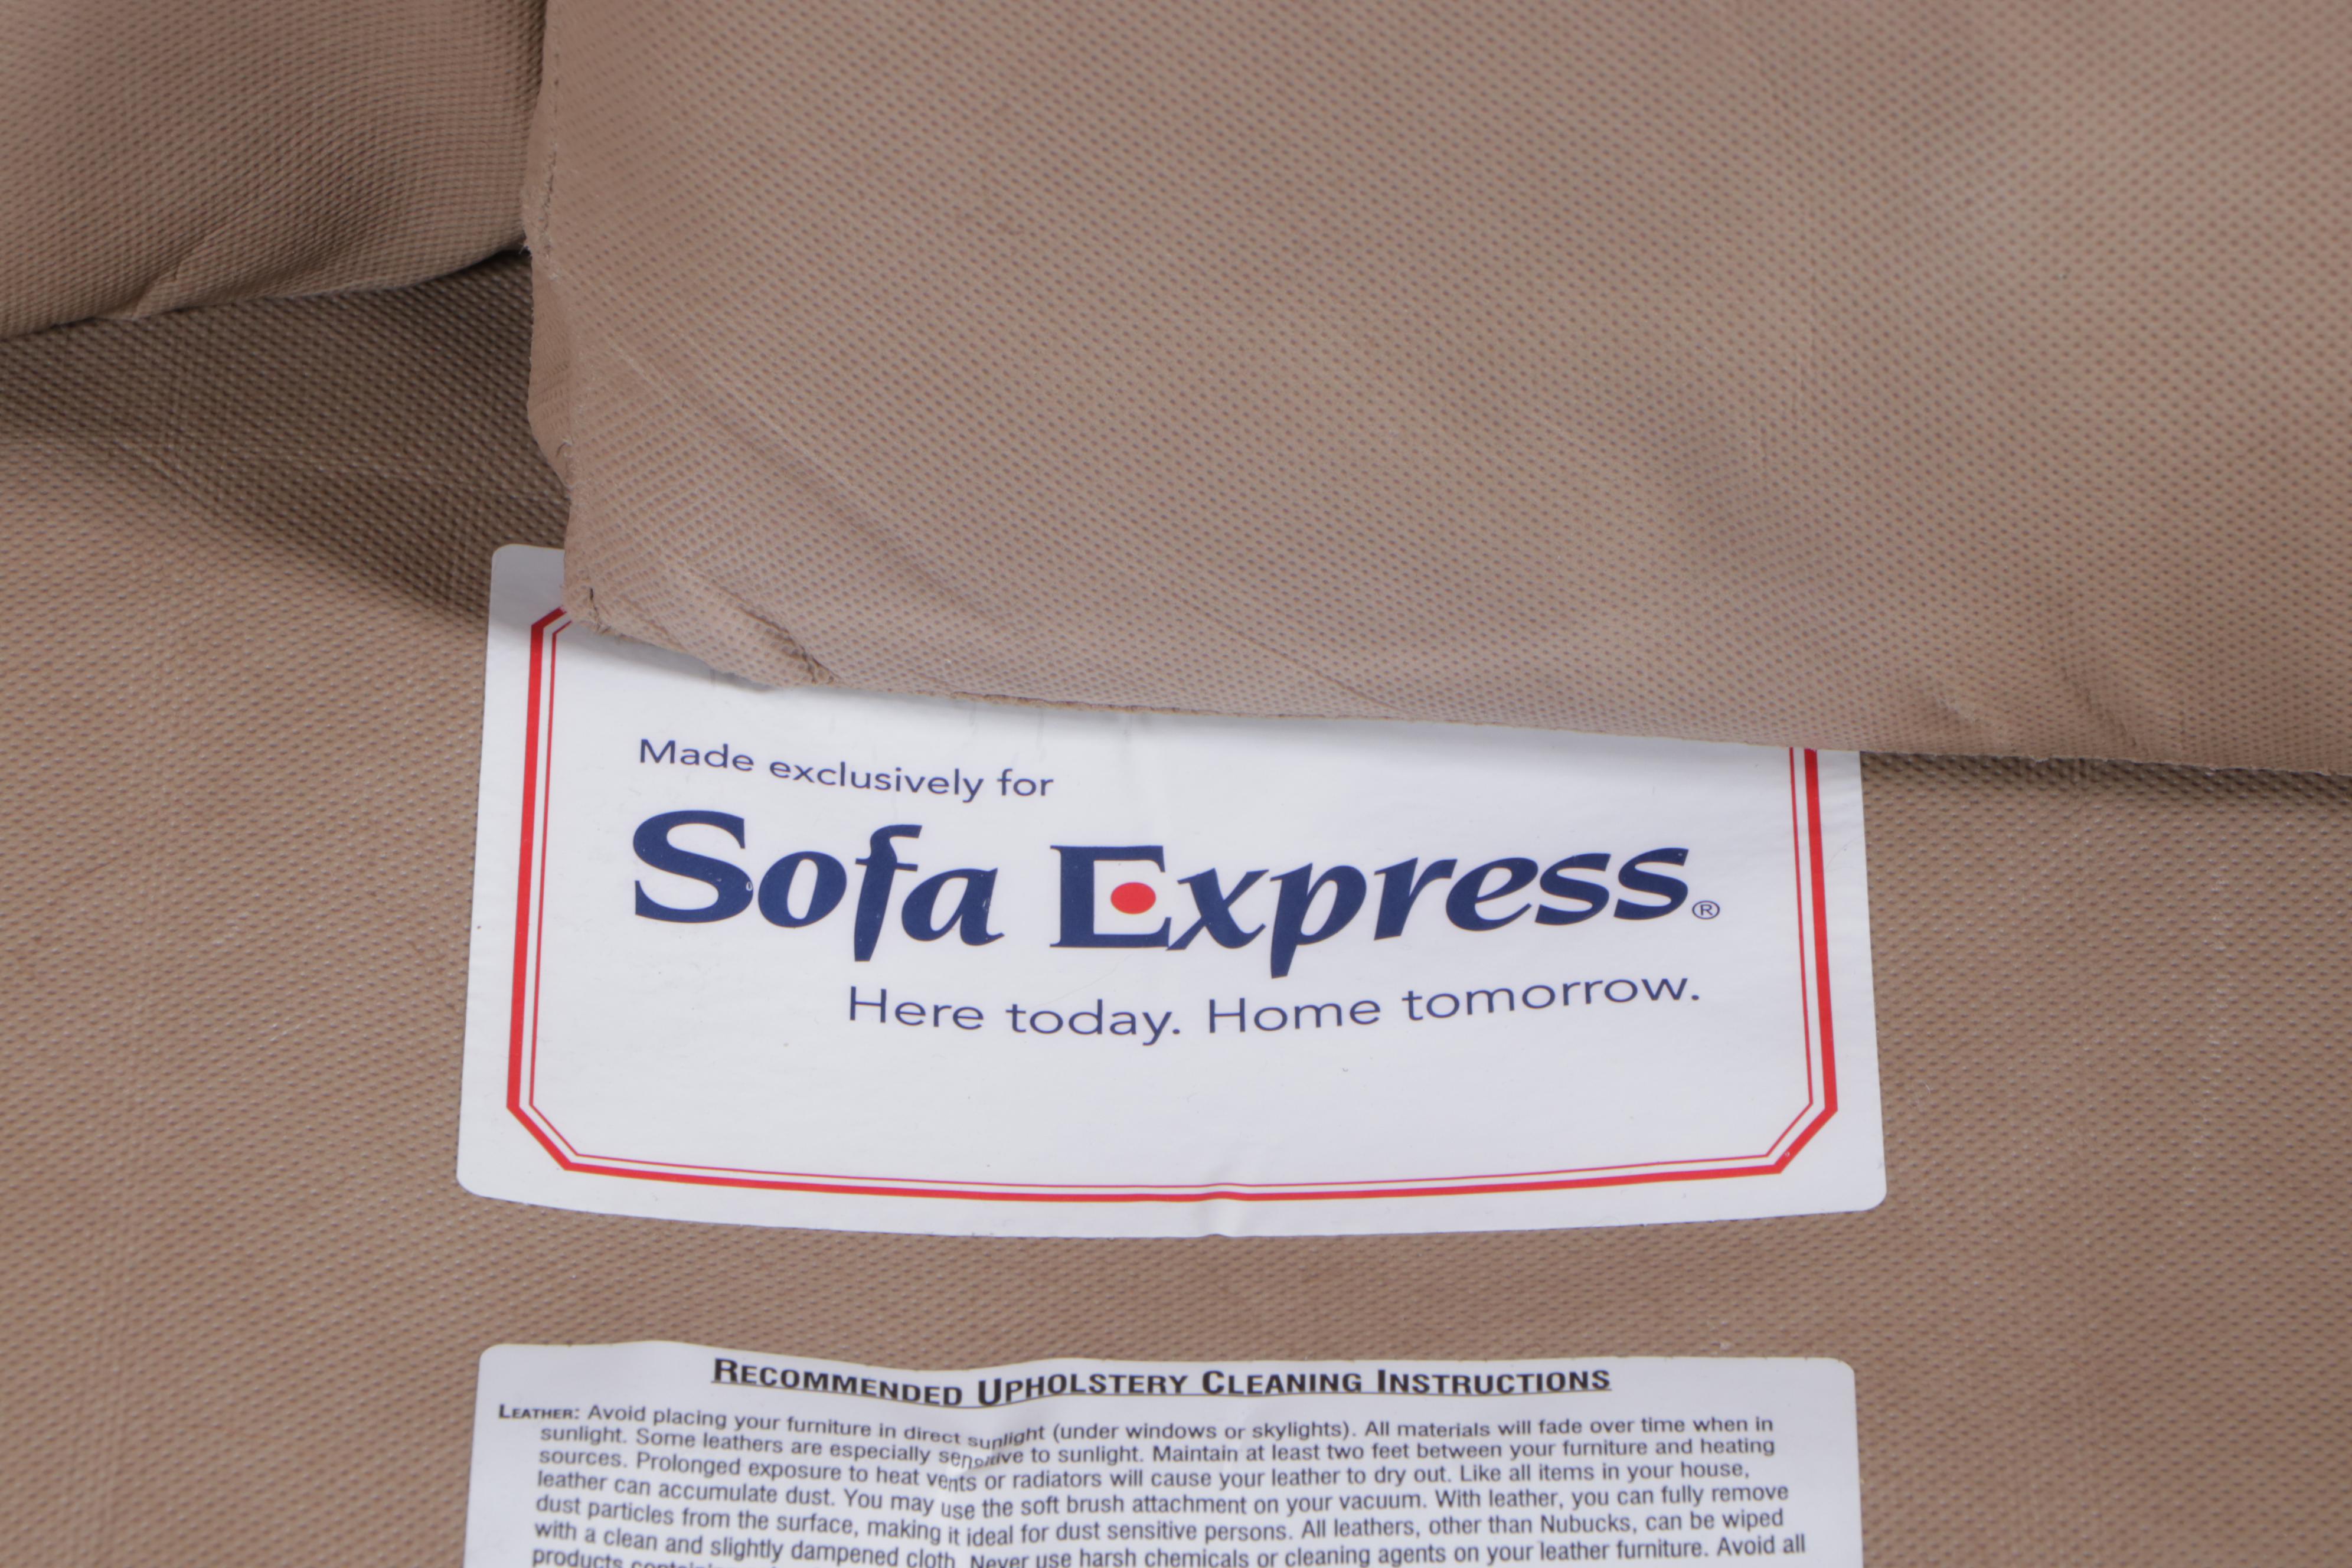 Made exclusively for
Sofa Express®
Here today. Home tomorrow.
RECOMMENDED UPHOLSTERY CLEANING INSTRUCTIONS
LEATHER: Avoid placing your furniture in direct sunlight (under windows or skylights). All materials will fade over time when in
sunlight. Some leathers are especially sensitive to sunlight. Maintain at least two feet between your furniture and heating
sources. Prolonged exposure to heat vents or radiators will cause your leather to dry out. Like all items in your house,
leather can accumulate dust. You may use the soft brush attachment on your vacuum. With leather, you can fully remove
dust particles from the surface, making it ideal for dust sensitive persons. All leathers, other than Nubucks, can be wiped
with a clean and slightly dampened cloth. Never use harsh chemicals or cleaning agents on your leather furniture. Avoid all
products